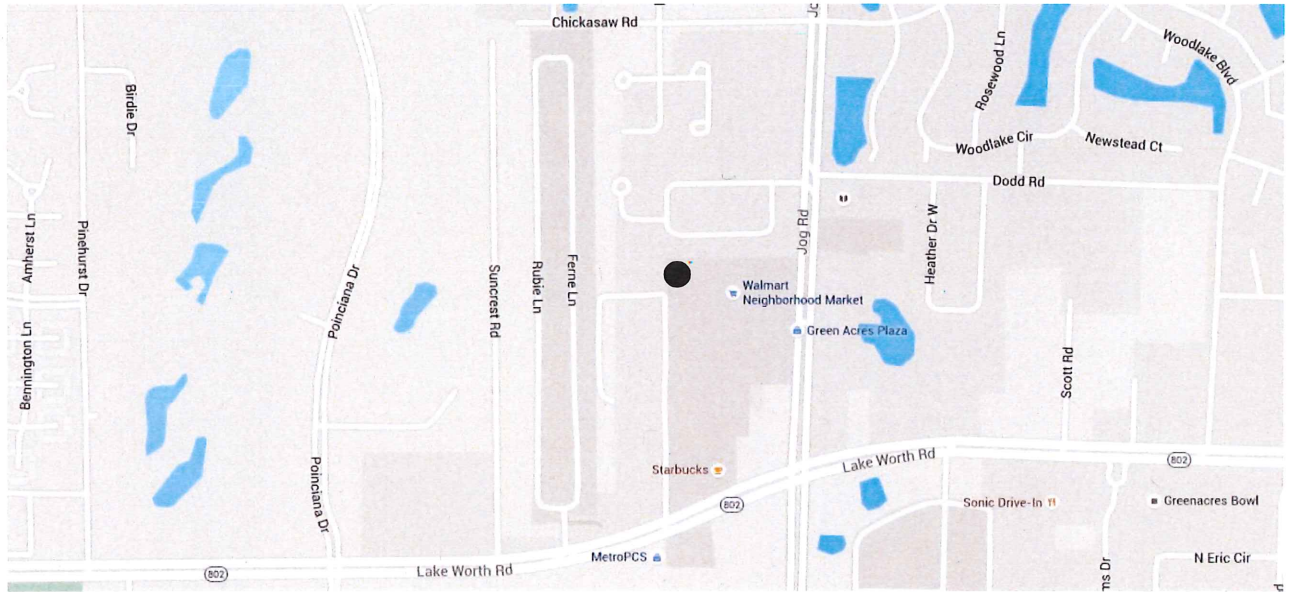 Chickasaw Rd
Woodlake Blvd
Rosewood Ln
Birdie Dr
Woodlake Cir
Newstead Ct
Dodd Rd
Amherst Ln
Pinehurst Dr
Jog Rd
Heather Dr W
Poinciana Dr
Suncrest Rd
Rubie Ln
Ferne Ln
Walmart
Neighborhood Market
Green Acres Plaza
Bennington Ln
Scott Rd
Lake Worth Rd
802
Starbucks
Poinciana Dr
802
Sonic Drive-In
Greenacres Bowl
MetroPCS
N Eric Cir
802
Lake Worth Rd
ns Dr